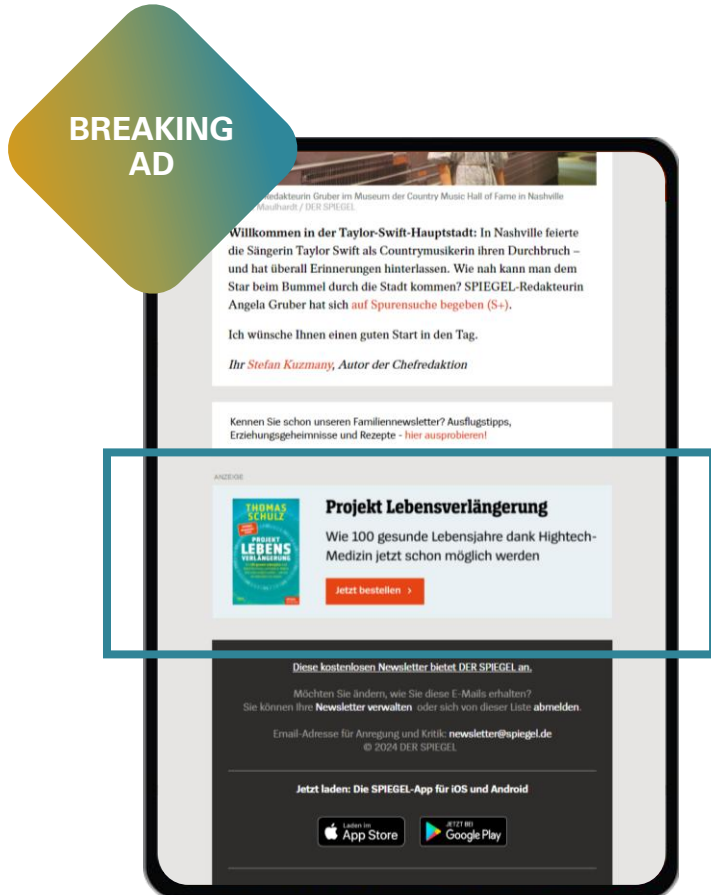 BREAKING
AD
edakteurin Gruber im Museum der Country Music Hall of Fame in Nashville
Maulhardt / DER SPIEGEL
Willkommen in der Taylor-Swift-Hauptstadt: In Nashville feierte
die Sängerin Taylor Swift als Countrymusikerin ihren Durchbruch –
und hat überall Erinnerungen hinterlassen. Wie nah kann man dem
Star beim Bummel durch die Stadt kommen? SPIEGEL-Redakteurin
Angela Gruber hat sich auf Spurensuche begeben (S+).
Ich wünsche Ihnen einen guten Start in den Tag.
Ihr Stefan Kuzmany, Autor der Chefredaktion
Kennen Sie schon unseren Familiennewsletter? Ausflugstipps,
Erziehungsgeheimnisse und Rezepte - hier ausprobieren!
ANZEIGE
THOMAS
SCHULZ
PROJEKT
LEBENS
VERLÄNGERUNG
Projekt Lebensverlängerung
Wie 100 gesunde Lebensjahre dank Hightech-
Medizin jetzt schon möglich werden
Jetzt bestellen >
Diese kostenlosen Newsletter bietet DER SPIEGEL an.
Möchten Sie ändern, wie Sie diese E-Mails erhalten?
Sie können Ihre Newsletter verwalten oder sich von dieser Liste abmelden.
Email-Adresse für Anregung und Kritik: newsletter@spiegel.de
© 2024 DER SPIEGEL
Jetzt laden: Die SPIEGEL-App für iOS und Android
Laden im
App Store
JETZT BEI
Google Play